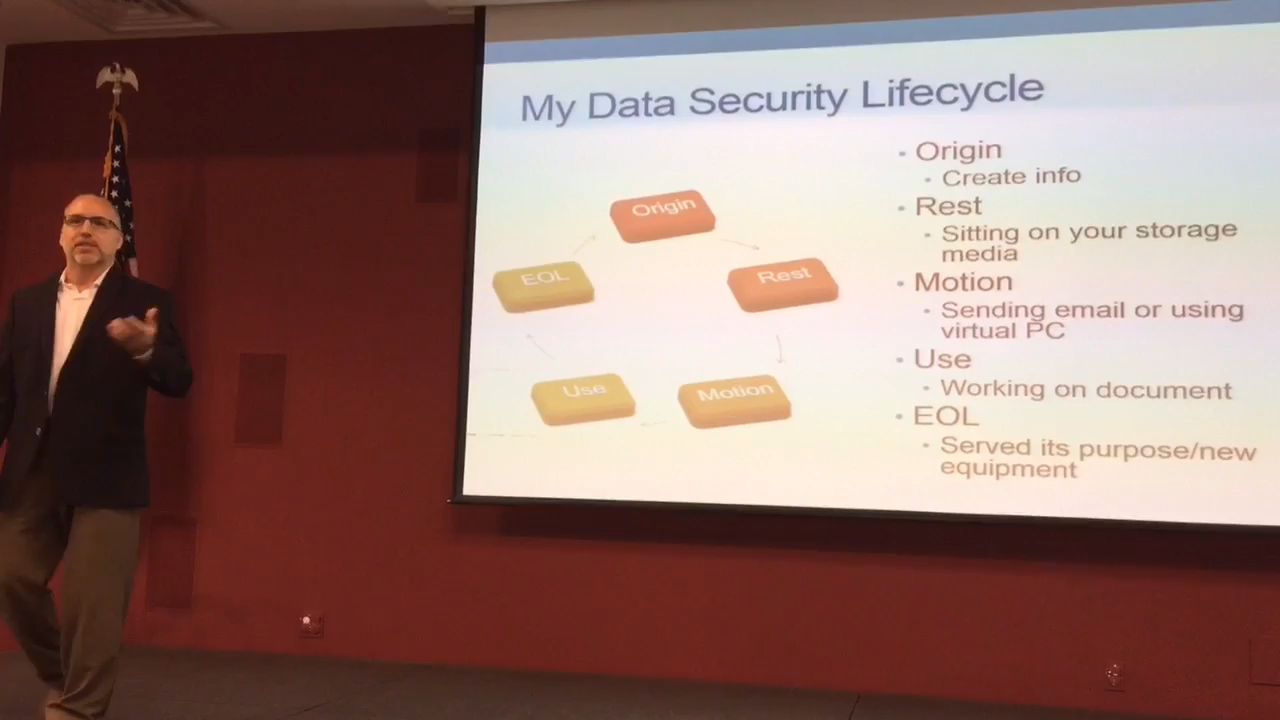 My Data Security Lifecycle
Origin
Rest
Motion
Use
EOL
• Origin
• Create info
• Rest
• Sitting on your storage
media
• Motion
• Sending email or using
virtual PC
• Use
• Working on document
• EOL
• Served its purpose/new
equipment